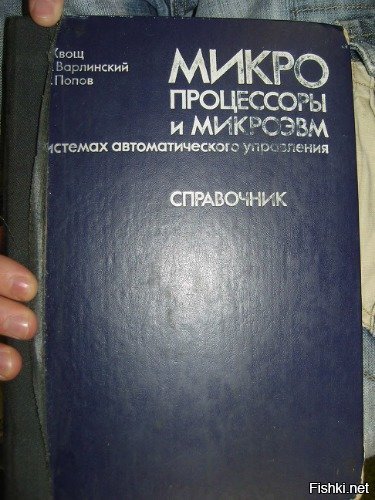 Хвощ
Варлинский
Попов
МИКРО
ПРОЦЕССОРЫ
и МИКРОЭВМ
системах автоматического управления
СПРАВОЧНИК
Fishki.net